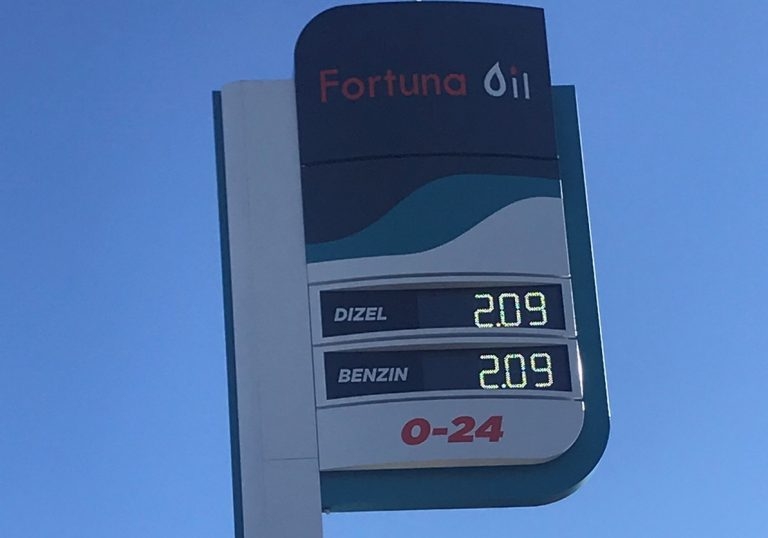 Fortuna Oil
DIZEL 2.09
BENZIN 2.09
0-24